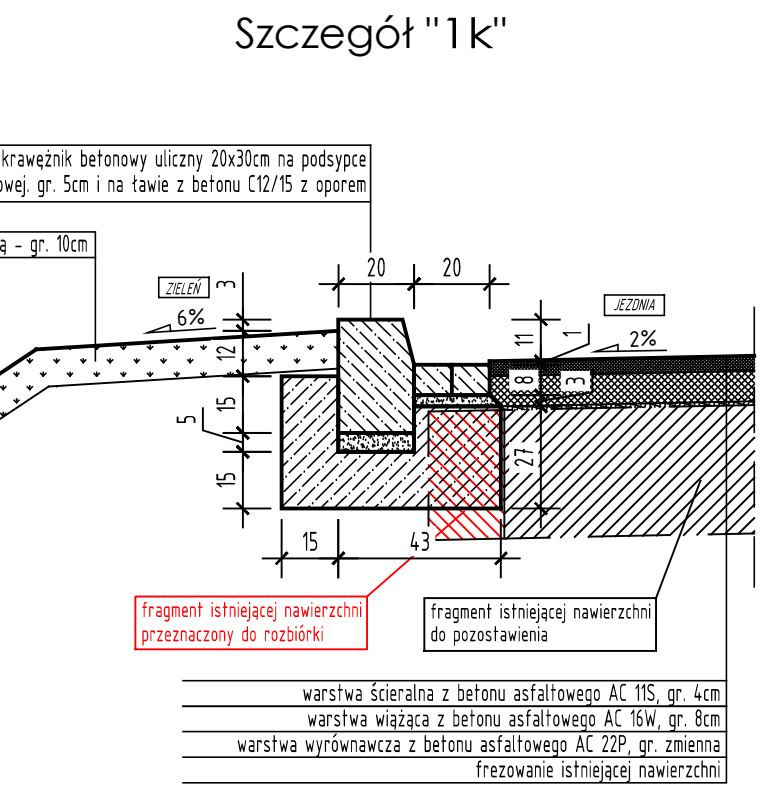 Szczegół "1k"
krawężnik betonowy uliczny 20x30cm na podsypce
gr. 5cm i na ławie z betonu C12/15 z oporem
- gr. 10cm
20 20
ZIELEŃ
3
JEZDNIA
6%
11
1
2%
12
8
3
15
5
27
15
15 43
fragment istniejącej nawierzchni
przeznaczony do rozbiórki
fragment istniejącej nawierzchni
do pozostawienia
warstwa ścieralna z betonu asfaltowego AC 11S, gr. 4cm
warstwa wiążąca z betonu asfaltowego AC 16W, gr. 8cm
warstwa wyrównawcza z betonu asfaltowego AC 22P, gr. zmienna
frezowanie istniejącej nawierzchni